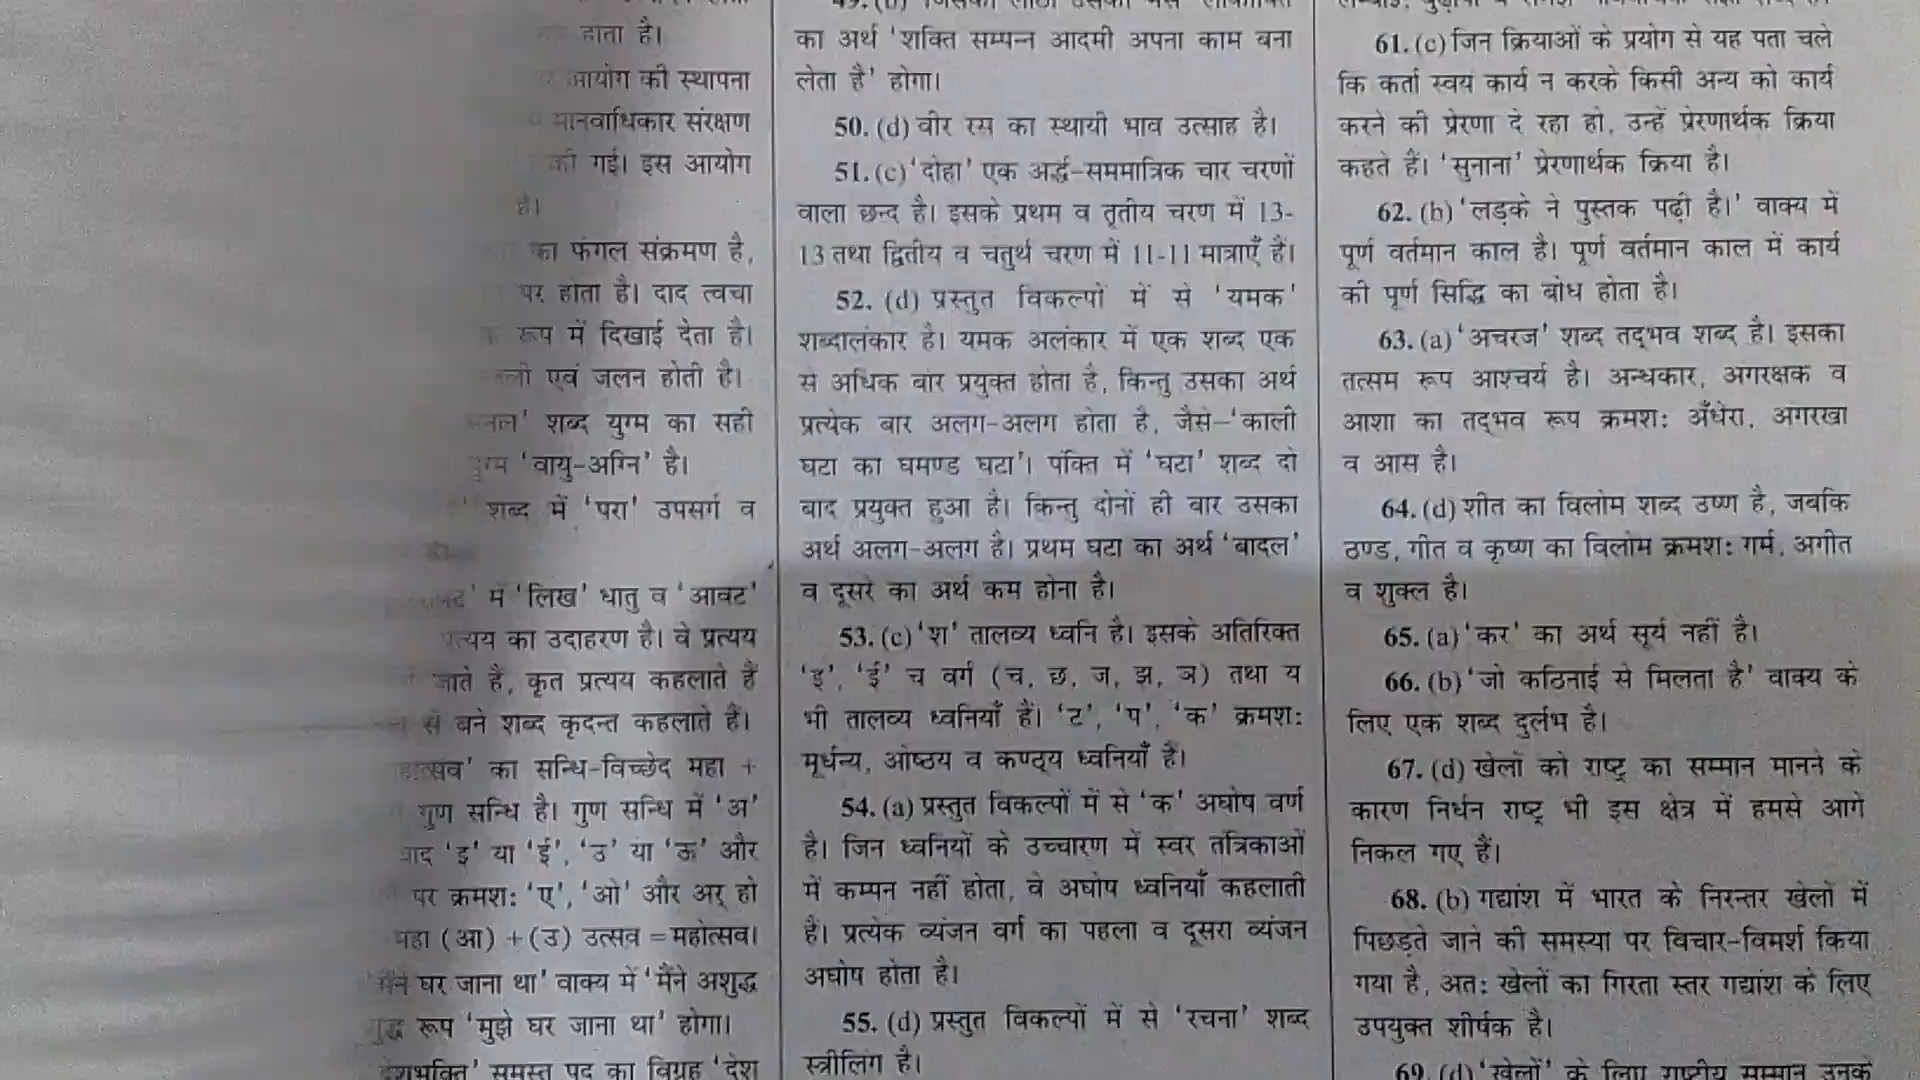 होता है।
आयोग की स्थापना
मानवाधिकार संरक्षण
की गई। इस आयोग
है।
का फंगल संक्रमण है,
पर होता है। दाद त्वचा
रूप में दिखाई देता है।
एवं जलन होती है।
शब्द युग्म का सही
'वायु-अग्नि' है।
शब्द में 'परा' उपसर्ग व
में 'लिख' धातु व 'आवट'
प्रत्यय का उदाहरण है। वे प्रत्यय
जाते हैं, कृत प्रत्यय कहलाते हैं
से बने शब्द कृदन्त कहलाते हैं।
का सन्धि-विच्छेद महा +
गुण सन्धि है। गुण सन्धि में 'अ'
बाद 'इ' या 'ई', 'उ' या 'ऊ' और
पर क्रमश: 'ए', 'ओ' और अर् हो
महा (आ) + (उ) उत्सव = महोत्सव।
घर जाना था' वाक्य में 'मैंने अशुद्ध
रूप 'मुझे घर जाना था' होगा।
समस्त पद का विग्रह 'देश
का अर्थ 'शक्ति सम्पन्न आदमी अपना काम बना
लेता है' होगा।
50. (d) वीर रस का स्थायी भाव उत्साह है।
51. (c) 'दोहा' एक अर्द्ध-सममात्रिक चार चरणों
वाला छन्द है। इसके प्रथम व तृतीय चरण में 13-
13 तथा द्वितीय व चतुर्थ चरण में 11-11 मात्राएँ हैं।
52. (d) प्रस्तुत विकल्पों में से 'यमक'
शब्दालंकार है। यमक अलंकार में एक शब्द एक
से अधिक बार प्रयुक्त होता है, किन्तु उसका अर्थ
प्रत्येक बार अलग-अलग होता है, जैसे–'काली
घटा का घमण्ड घटा'। पंक्ति में 'घटा' शब्द दो
बाद प्रयुक्त हुआ है। किन्तु दोनों ही बार उसका
अर्थ अलग-अलग है। प्रथम घटा का अर्थ 'बादल'
व दूसरे का अर्थ कम होना है।
53. (c) 'श' तालव्य ध्वनि है। इसके अतिरिक्त
'इ', 'ई' च वर्ग (च, छ, ज, झ, ञ) तथा य
भी तालव्य ध्वनियाँ हैं। 'ट', 'प', 'क' क्रमश:
मूर्धन्य, ओष्ठय व कण्ठ्य ध्वनियाँ हैं।
54. (a) प्रस्तुत विकल्पों में से 'क' अघोष वर्ण
है। जिन ध्वनियों के उच्चारण में स्वर तंत्रिकाओं
में कम्पन नहीं होता, वे अघोष ध्वनियाँ कहलाती
हैं। प्रत्येक व्यंजन वर्ग का पहला व दूसरा व्यंजन
अघोष होता है।
55. (d) प्रस्तुत विकल्पों में से 'रचना' शब्द
स्त्रीलिंग है।
61. (c) जिन क्रियाओं के प्रयोग से यह पता चले
कि कर्ता स्वयं कार्य न करके किसी अन्य को कार्य
करने की प्रेरणा दे रहा हो, उन्हें प्रेरणार्थक क्रिया
कहते हैं। 'सुनाना' प्रेरणार्थक क्रिया है।
62. (b) 'लड़के ने पुस्तक पढ़ी है।' वाक्य में
पूर्ण वर्तमान काल है। पूर्ण वर्तमान काल में कार्य
की पूर्ण सिद्धि का बोध होता है।
63. (a) 'अचरज' शब्द तद्‌भव शब्द है। इसका
तत्सम रूप आश्चर्य है। अन्धकार, अंगरक्षक व
आशा का तद्‌भव रूप क्रमश: अँधेरा, अंगरखा
व आस है।
64. (d) शीत का विलोम शब्द उष्ण है, जबकि
ठण्ड, गीत व कृष्ण का विलोम क्रमश: गर्म, अगीत
व शुक्ल है।
65. (a) 'कर' का अर्थ सूर्य नहीं है।
66. (b) 'जो कठिनाई से मिलता है' वाक्य के
लिए एक शब्द दुर्लभ है।
67. (d) खेलों को राष्ट्र का सम्मान मानने के
कारण निर्धन राष्ट्र भी इस क्षेत्र में हमसे आगे
निकल गए हैं।
68. (b) गद्यांश में भारत के निरन्तर खेलों में
पिछड़ते जाने की समस्या पर विचार-विमर्श किया
गया है, अत: खेलों का गिरता स्तर गद्यांश के लिए
उपयुक्त शीर्षक है।
69. (d) 'खेलों' के लिए राष्ट्रीय सम्मान उनके